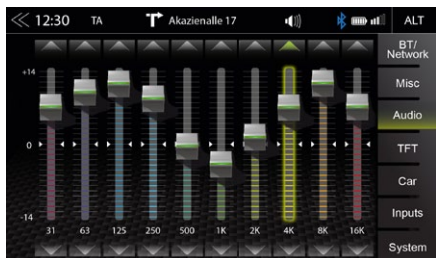 12:30 TA Akazienalle 17 ALT
BT/
Network
+14
Misc
Audio
0
TFT
Car
-14
Inputs
31 63 125 250 500 1K 2K 4K 8K 16K
System